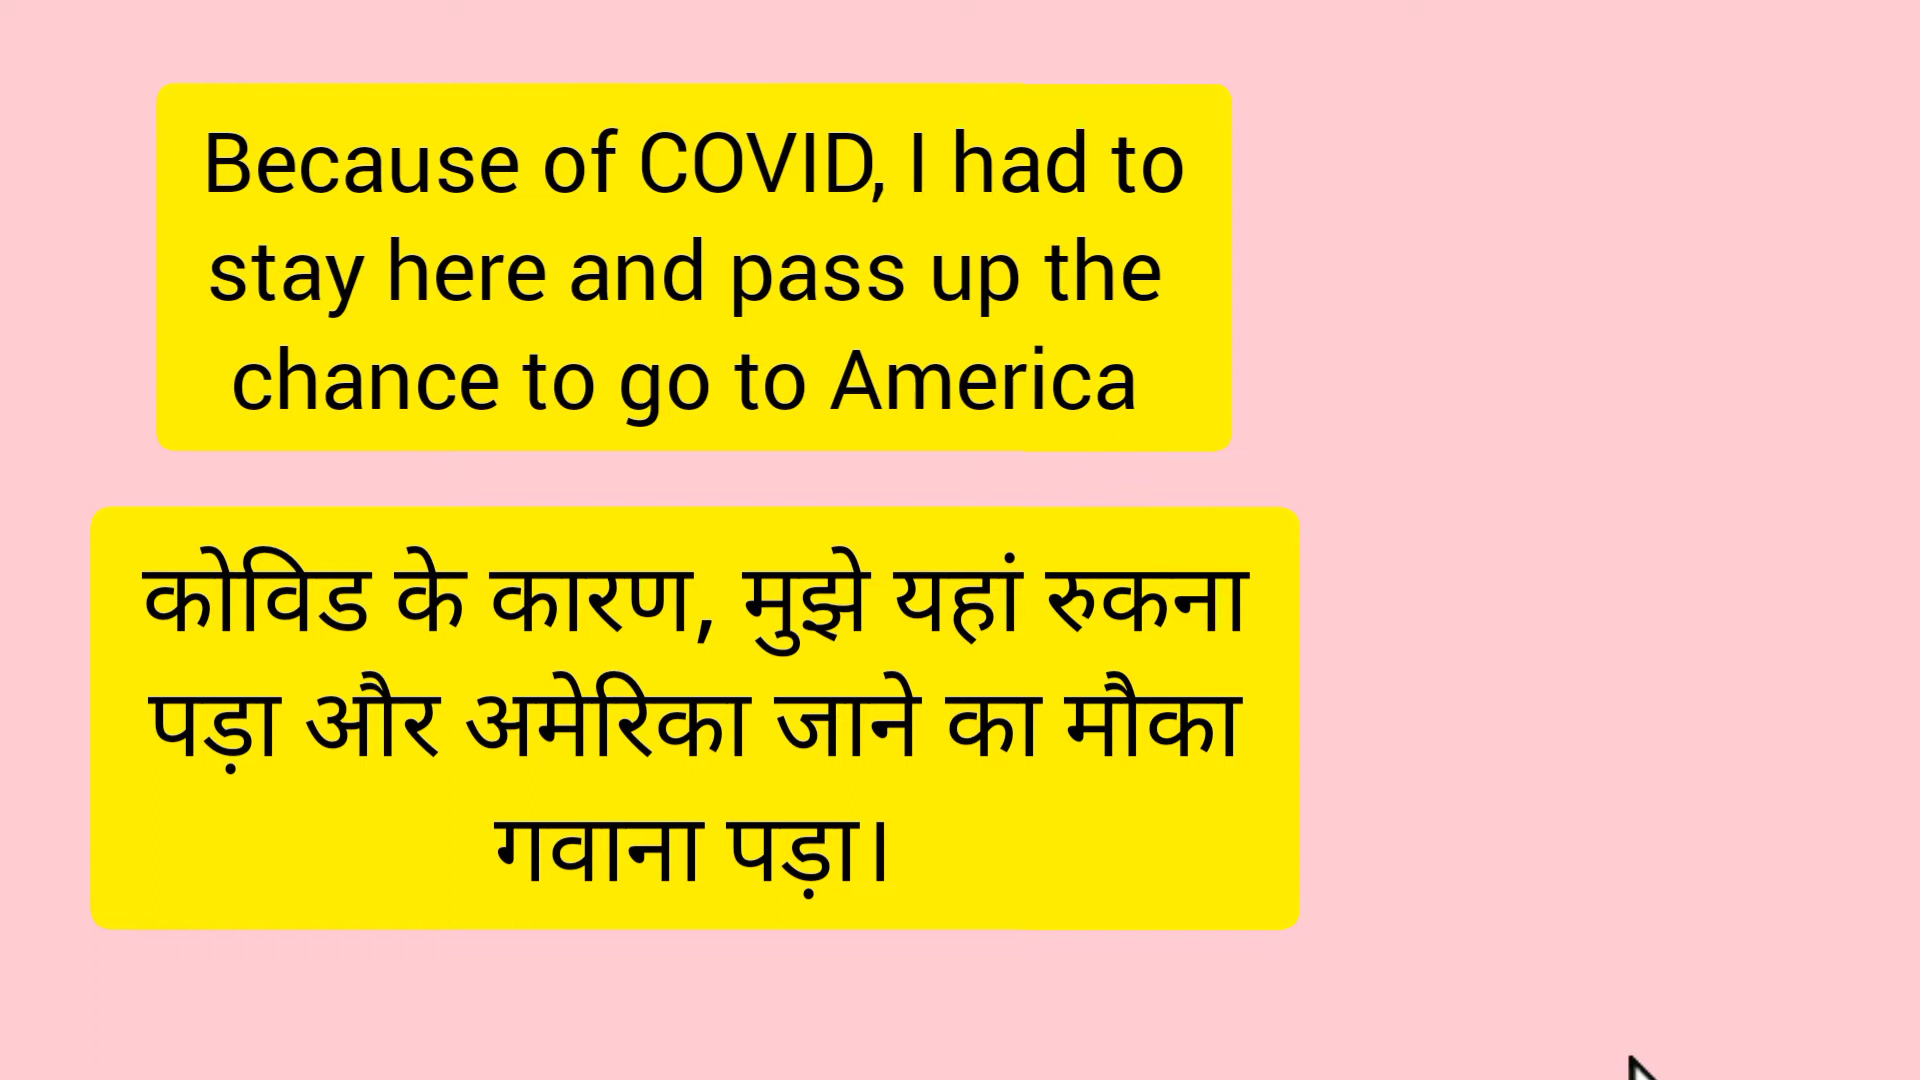 Because of COVID, I had to
stay here and pass up the
chance to go to America
कोविड के कारण, मुझे यहां रुकना
पड़ा और अमेरिका जाने का मौका
गवाना पड़ा।